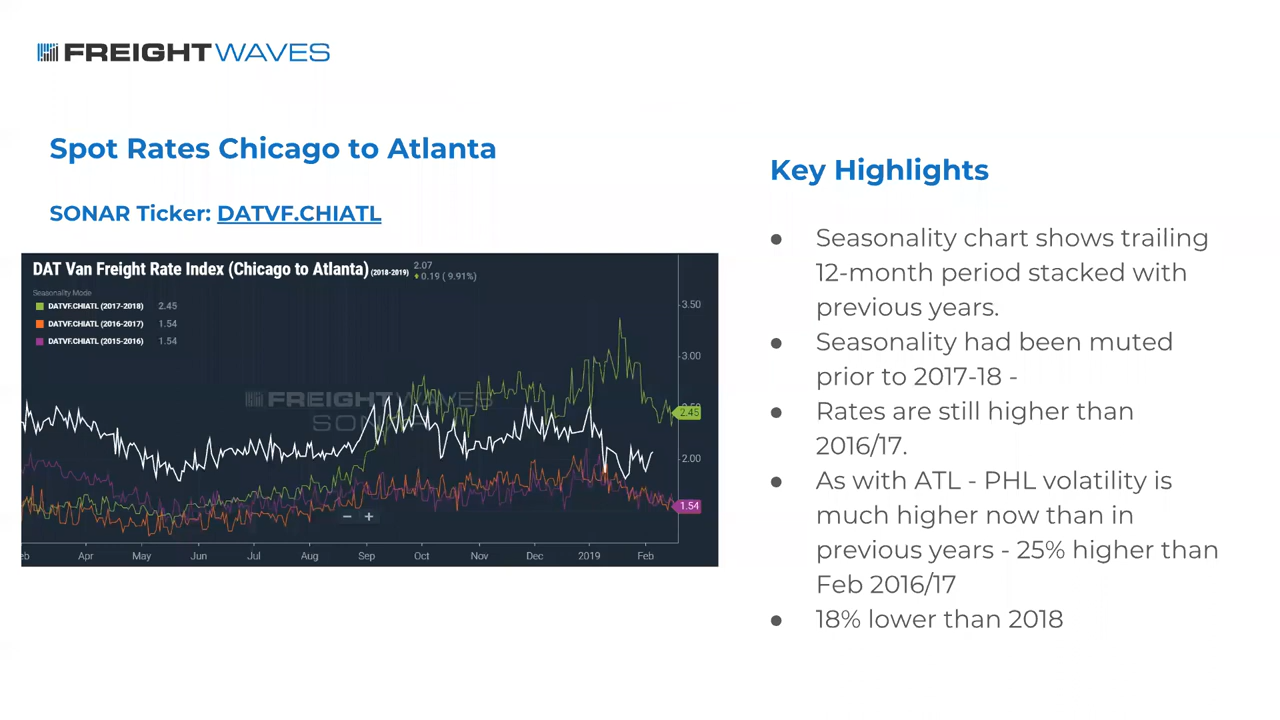 FREIGHTWAVES
Spot Rates Chicago to Atlanta
SONAR Ticker: DATVF.CHIATL
DAT Van Freight Rate Index (Chicago to Atlanta) (2018-2019) 2.07
0.19 ( 9.91%)
Seasonality Mode
DATVF.CHIATL (2017-2018) 2.45
DATVF.CHIATL (2016-2017) 1.54
DATVF.CHIATL (2015-2016) 1.54
FREIGHTWAVES
SONAR
3.50
3.00
2.50
2.45
2.00
1.54
− +
eb Apr May Jun Jul Aug Sep Oct Nov Dec 2019 Feb
Key Highlights
● Seasonality chart shows trailing
12-month period stacked with
previous years.
● Seasonality had been muted
prior to 2017-18 -
● Rates are still higher than
2016/17.
● As with ATL - PHL volatility is
much higher now than in
previous years - 25% higher than
Feb 2016/17
● 18% lower than 2018